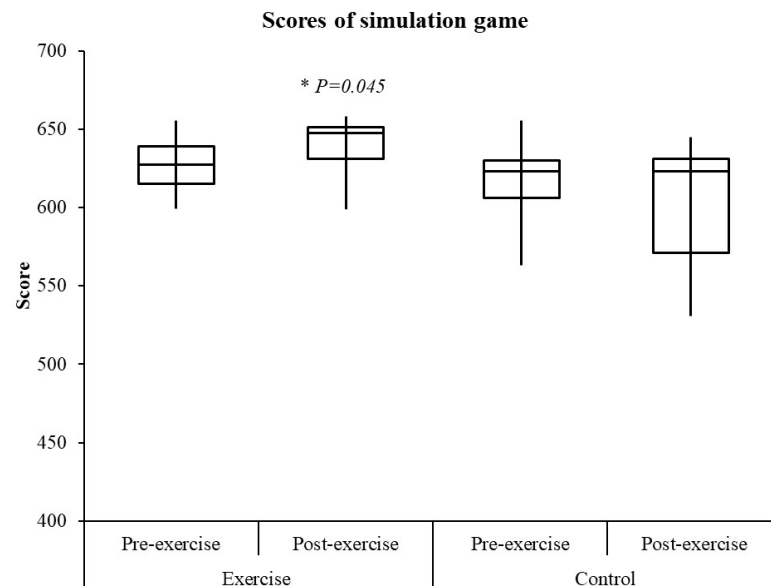 Scores of simulation game
700
* P=0.045
650
600
550
500
450
400
Score
Pre-exercise Post-exercise Pre-exercise Post-exercise
Exercise Control